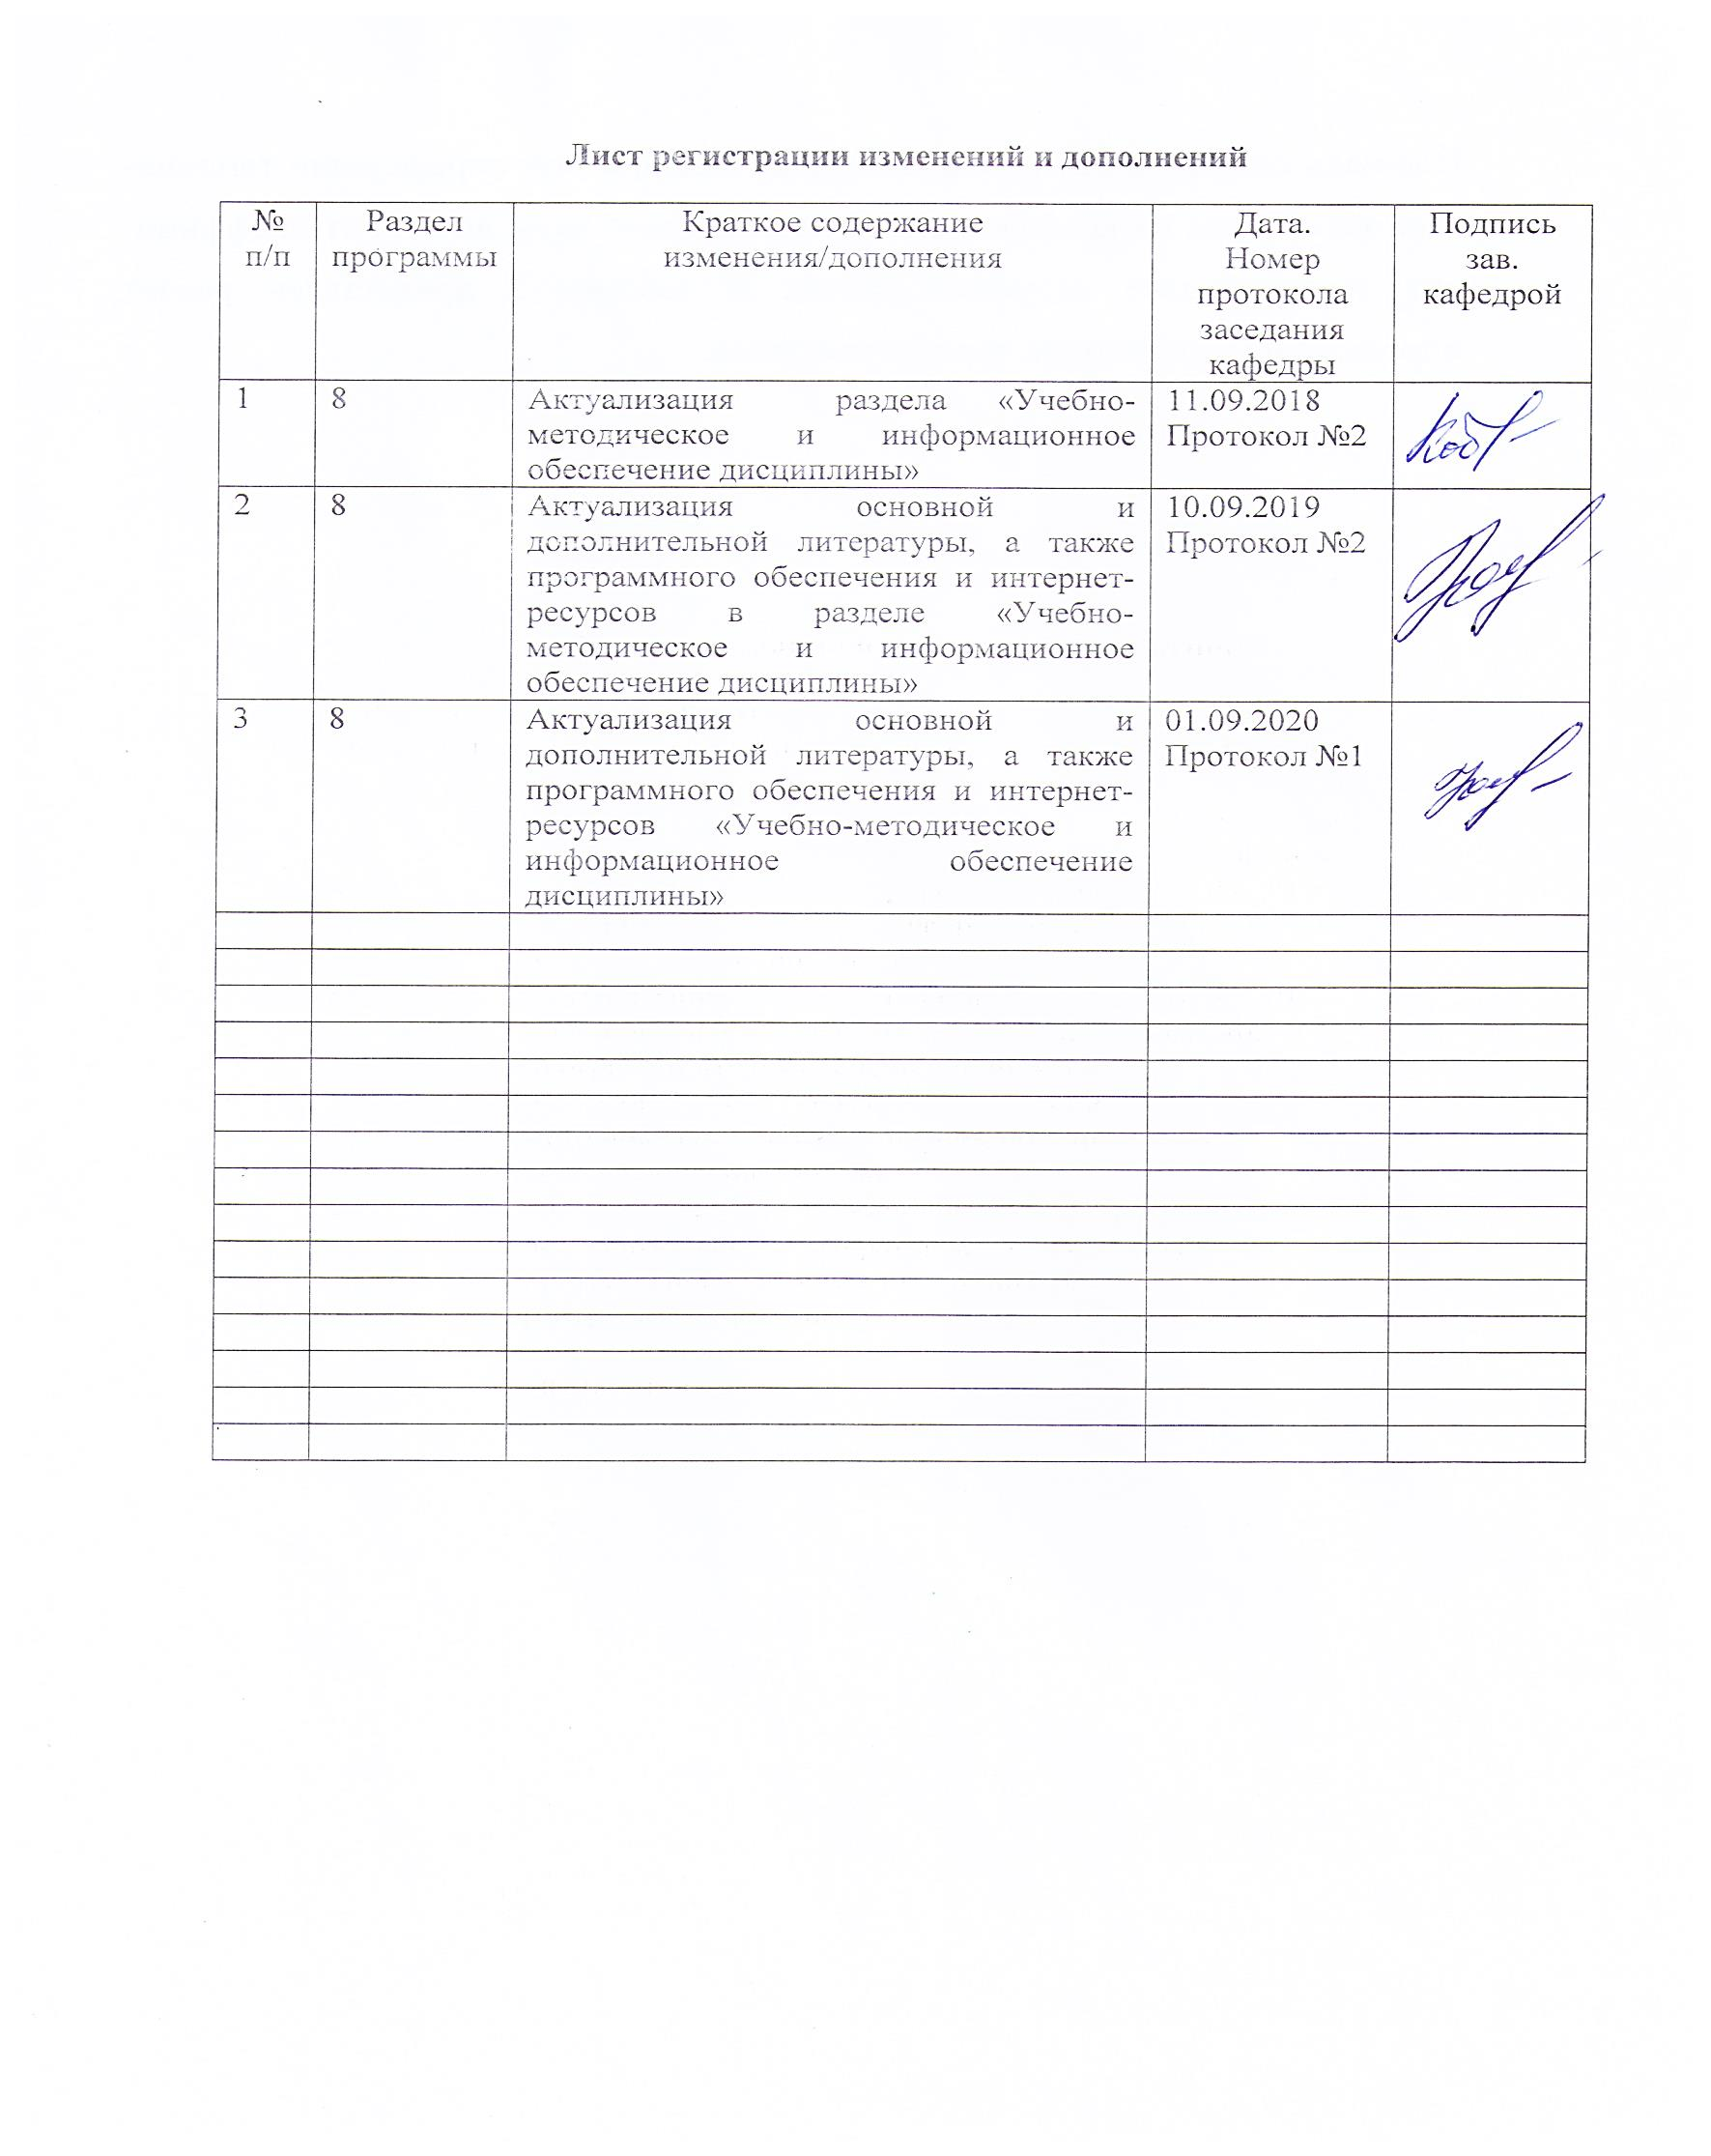 Лист регистрации изменений и дополнений
№
п/п
Раздел
программы
Краткое содержание
изменения/дополнения
Дата.
Номер
протокола
заседания
кафедры
Подпись
зав.
кафедрой
1
8
Актуализация раздела «Учебно-
методическое и информационное
обеспечение дисциплины»
11.09.2018
Протокол №2
2
8
Актуализация основной и
дополнительной литературы, а также
программного обеспечения и интернет-
ресурсов в разделе «Учебно-
методическое и информационное
обеспечение дисциплины»
10.09.2019
Протокол №2
3
8
Актуализация основной и
дополнительной литературы, а также
программного обеспечения и интернет-
ресурсов «Учебно-методическое и
информационное обеспечение
дисциплины»
01.09.2020
Протокол №1